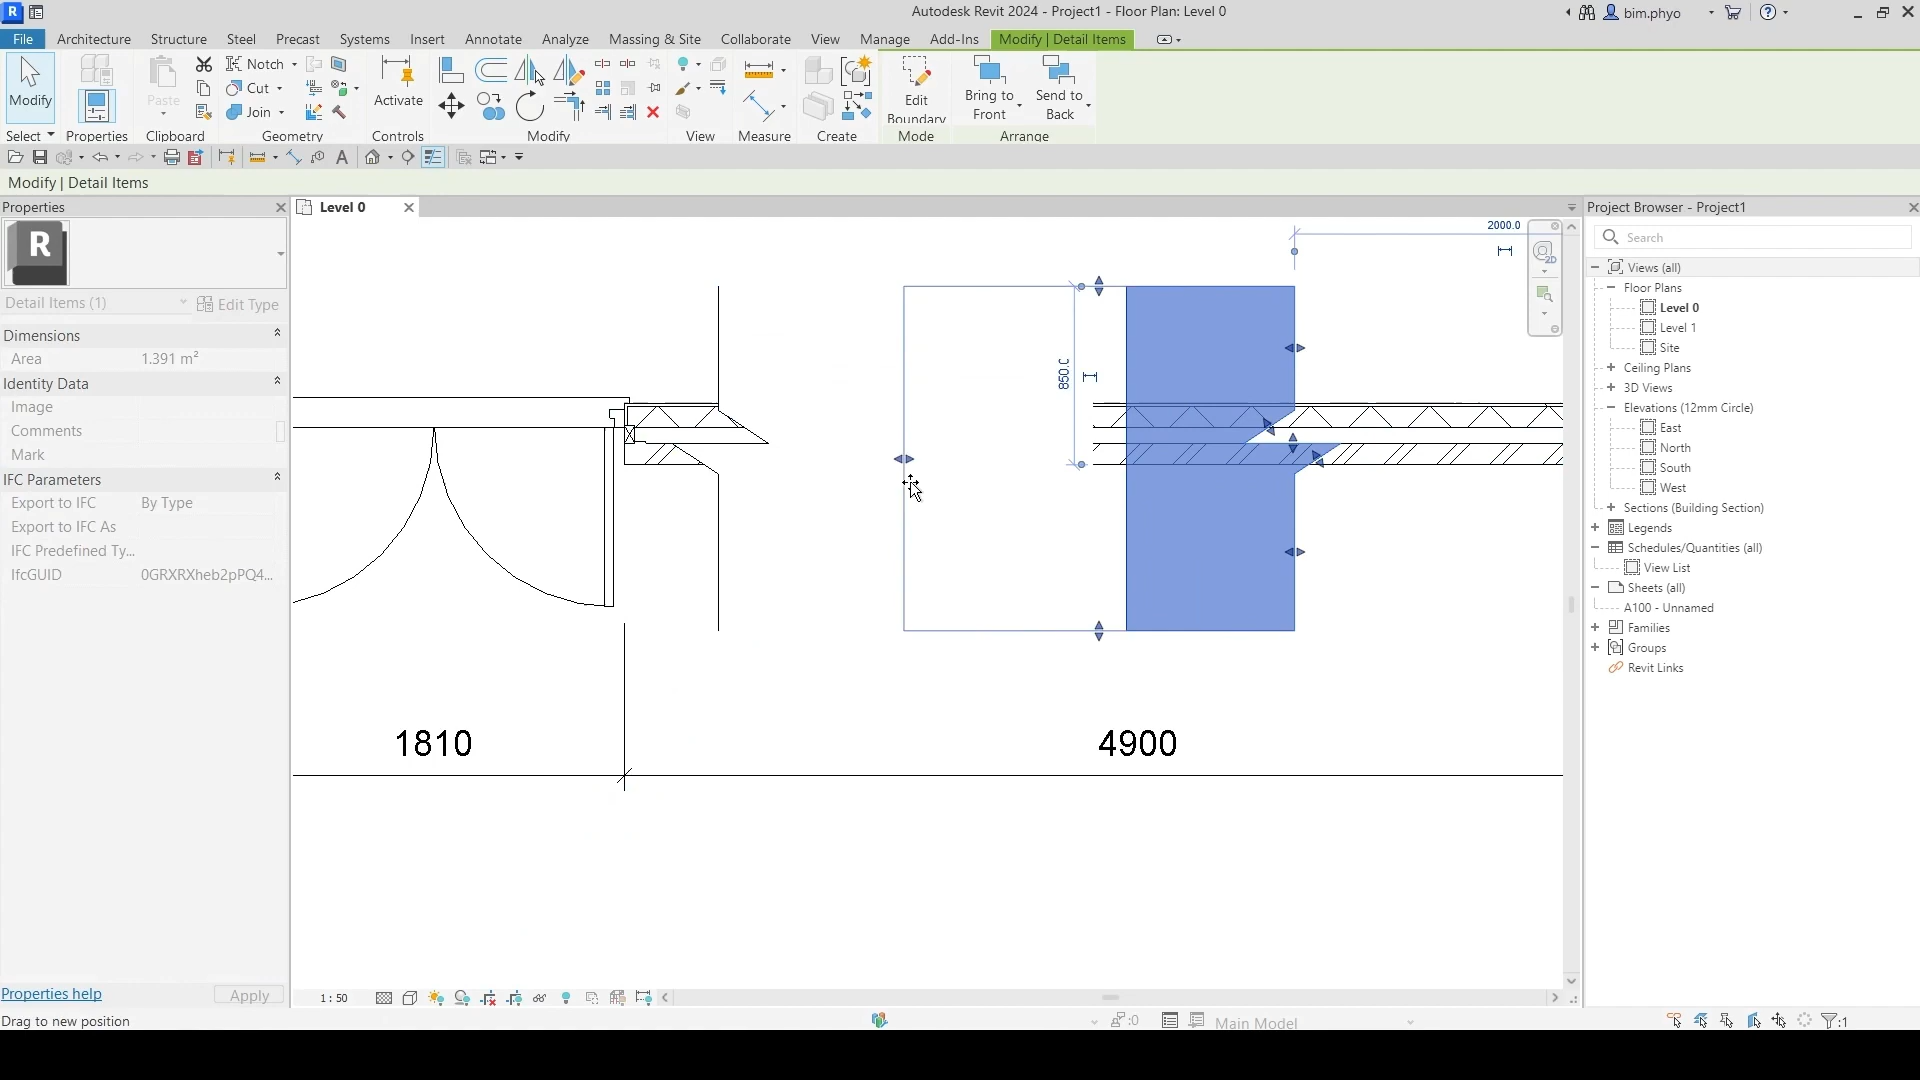 Autodesk Revit 2024 - Project1 - Floor Plan: Level 0
bim.phyo
File Architecture Structure Steel Precast Systems Insert Annotate Analyze Massing & Site Collaborate View Manage Add-Ins Modify | Detail Items
Modify
Paste
Notch
Cut
Join
Activate
Edit
Boundary
Bring to
Front
Send to
Back
Select Properties Clipboard Geometry Controls Modify View Measure Create Mode Arrange
Modify | Detail Items
Properties
R
Detail Items (1)
Edit Type
Dimensions
Area 1.391 m²
Identity Data
Image
Comments
Mark
IFC Parameters
Export to IFC By Type
Export to IFC As
IFC Predefined Ty...
IfcGUID 0GRXRXheb2pPQ4...
Properties help
Apply
Level 0
2000.0
2D
850.0
1810
4900
1 : 50
Project Browser - Project1
Search
Views (all)
Floor Plans
Level 0
Level 1
Site
Ceiling Plans
3D Views
Elevations (12mm Circle)
East
North
South
West
Sections (Building Section)
Legends
Schedules/Quantities (all)
View List
Sheets (all)
A100 - Unnamed
Families
Groups
Revit Links
Drag to new position
:0
Main Model
:1